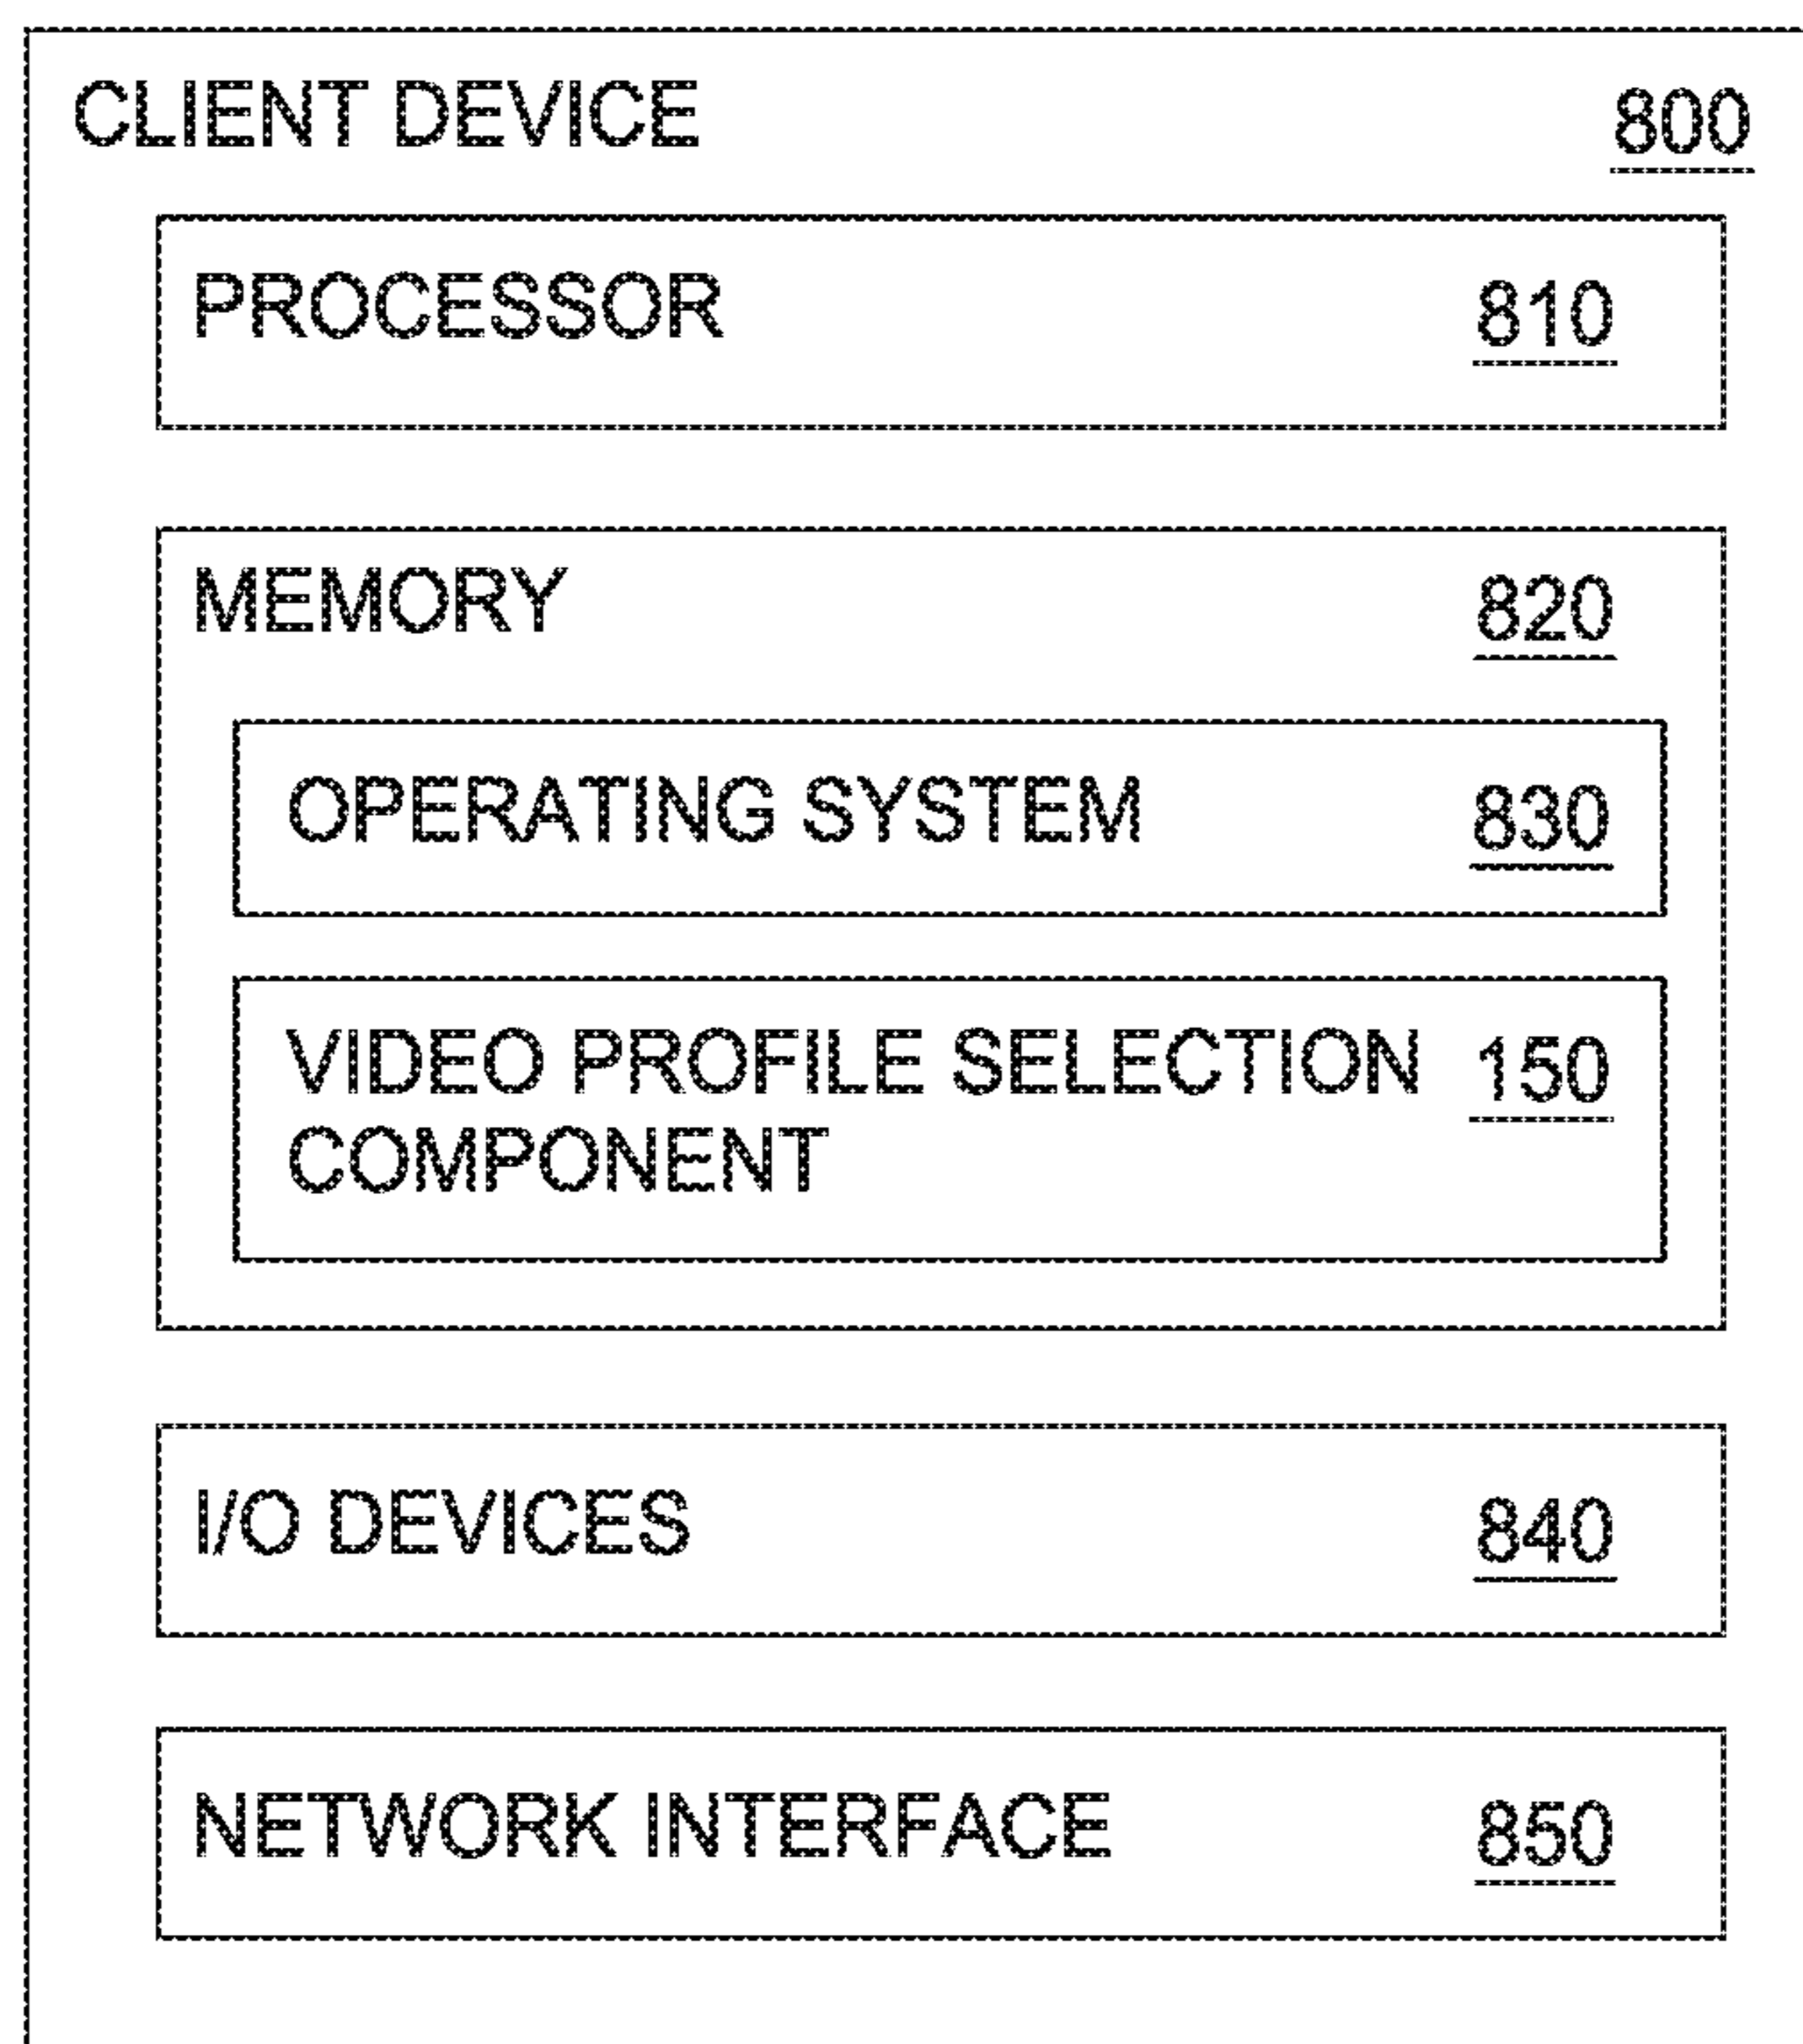 CLIENT DEVICE 800
PROCESSOR 810
MEMORY 820
OPERATING SYSTEM 830
VIDEO PROFILE SELECTION 150
COMPONENT
I/O DEVICES 840
NETWORK INTERFACE 850